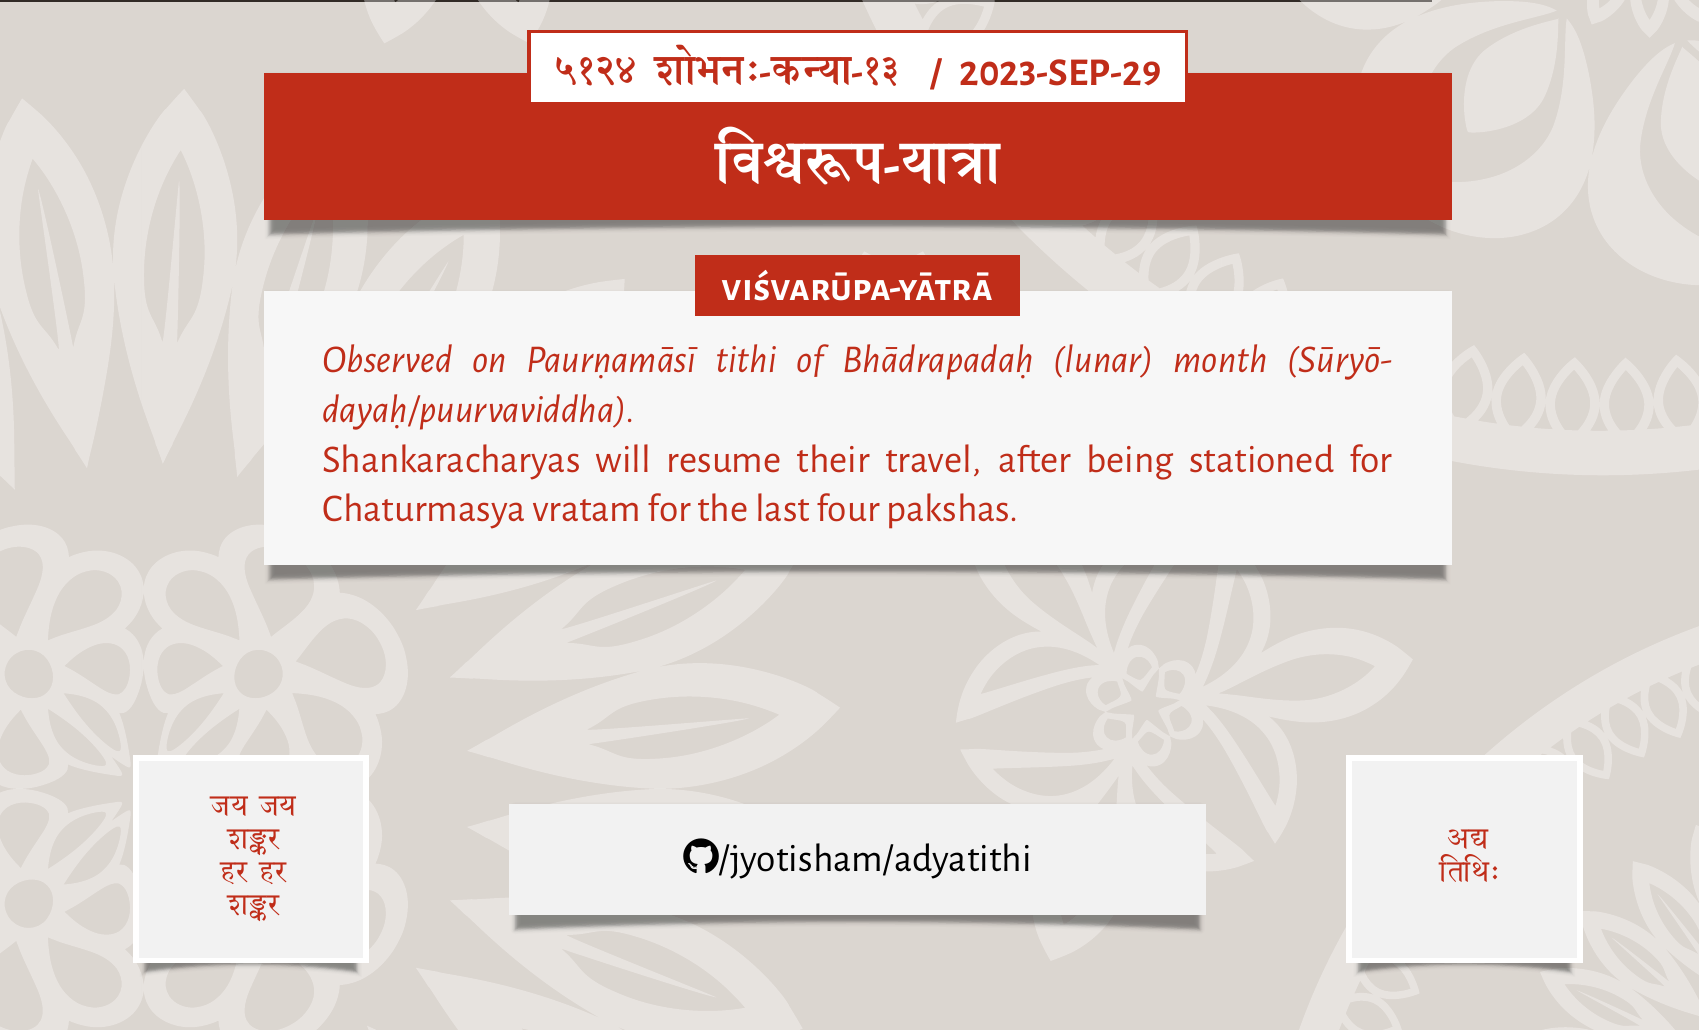 ५१२४ शोभनः-कन्या-१३ / 2023-SEP-29
विश्वरूप-यात्रा
VIŚVARŪPA-YĀTRĀ
Observed on Paurṇamāsī tithi of Bhādrapadaḥ (lunar) month (Sūryō-
dayaḥ/puurvaviddha).
Shankaracharyas will resume their travel, after being stationed for
Chaturmasya vratam for the last four pakshas.
जय जय
शङ्कर
हर हर
शङ्कर
/jyotisham/adyatithi
अद्य
तिथिः